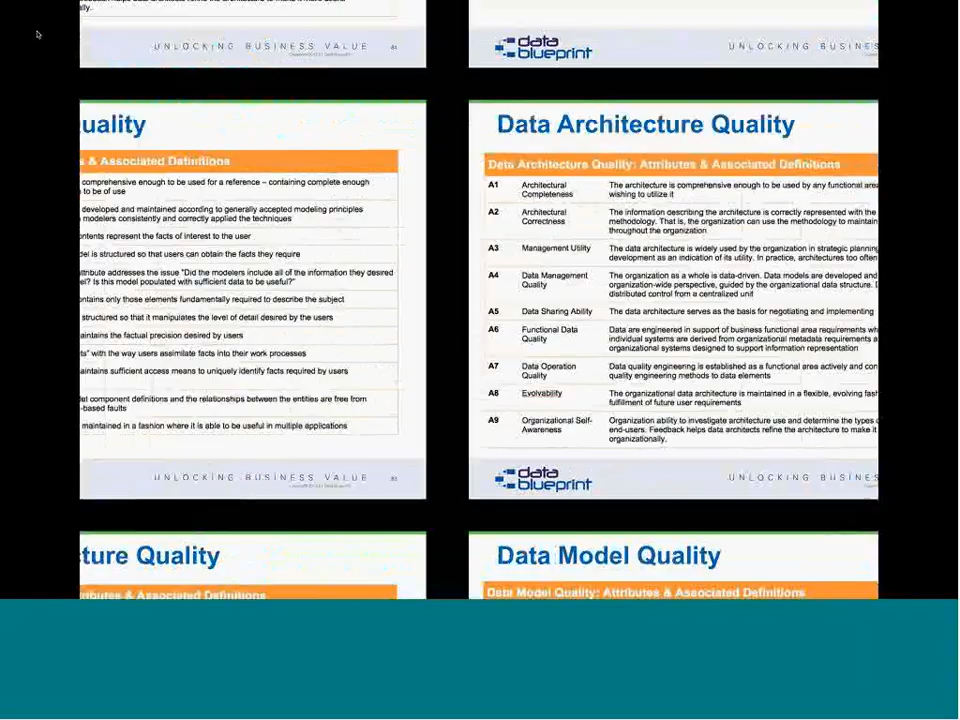 ly.
UNLOCKING BUSINESS VALUE
data
blueprint
UNLOCKING BUSINES
uality
s & Associated Definitions
comprehensive enough to be used for a reference – containing complete enough
to be of use
developed and maintained according to generally accepted modeling principles
modelers consistently and correctly applied the techniques
ontents represent the facts of interest to the user
el is structured so that users can obtain the facts they require
attribute addresses the issue "Did the modelers include all of the information they desired
el? Is this model populated with sufficient data to be useful?"
ontains only those elements fundamentally required to describe the subject
structured so that it manipulates the level of detail desired by the users
aintains the factual precision desired by users
ts" with the way users assimilate facts into their work processes
aintains sufficient access means to uniquely identify facts required by users
el component definitions and the relationships between the entities are free from
-based faults
maintained in a fashion where it is able to be useful in multiple applications
UNLOCKING BUSINESS VALUE
Data Architecture Quality
Data Architecture Quality: Attributes & Associated Definitions
A1 Architectural Completeness The architecture is comprehensive enough to be used by any functional area
wishing to utilize it
A2 Architectural Correctness The information describing the architecture is correctly represented with the
methodology. That is, the organization can use the methodology to maintain
throughout the organization
A3 Management Utility The data architecture is widely used by the organization in strategic planning
development as an indication of its utility. In practice, architectures too often
A4 Data Management Quality The organization as a whole is data-driven. Data models are developed and
organization-wide perspective, guided by the organizational data structure.
distributed control from a centralized unit
A5 Data Sharing Ability The data architecture serves as the basis for negotiating and implementing
A6 Functional Data Quality Data are engineered in support of business functional area requirements wh
individual systems are derived from organizational metadata requirements a
organizational systems designed to support information representation
A7 Data Operation Quality Data quality engineering is established as a functional area actively and con
quality engineering methods to data elements
A8 Evolvability The organizational data architecture is maintained in a flexible, evolving fash
fulfillment of future user requirements
A9 Organizational Self-Awareness Organization ability to investigate architecture use and determine the types o
end-users. Feedback helps data architects refine the architecture to make it
organizationally.
data
blueprint
UNLOCKING BUSINES
cture Quality
ttributes & Associated Definitions
Data Model Quality
Data Model Quality: Attributes & Associated Definitions